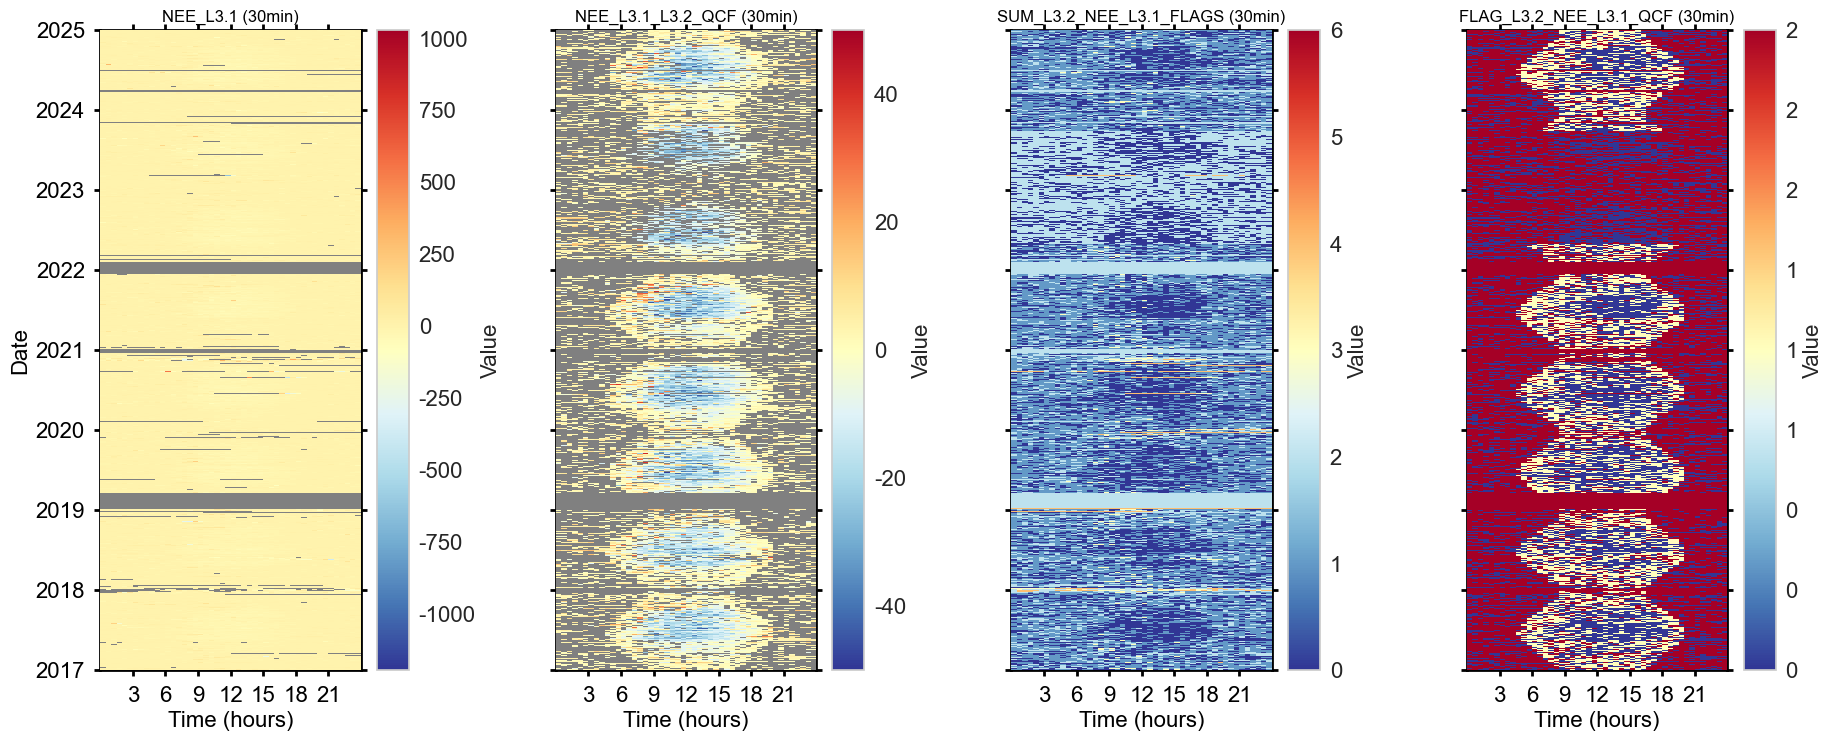 NEE_L3.1 (30min)
2025
2024
2023
2022
2021
2020
2019
2018
2017
Date
3 6 9 12 15 18 21
Time (hours)
1000
750
500
250
0
-250
-500
-750
-1000
Value
NEE_L3.1_L3.2_QCF (30min)
3 6 9 12 15 18 21
Time (hours)
40
20
0
-20
-40
Value
SUM_L3.2_NEE_L3.1_FLAGS (30min)
3 6 9 12 15 18 21
Time (hours)
6
5
4
3
2
1
0
Value
FLAG_L3.2_NEE_L3.1_QCF (30min)
3 6 9 12 15 18 21
Time (hours)
2
2
2
1
1
1
0
0
0
Value